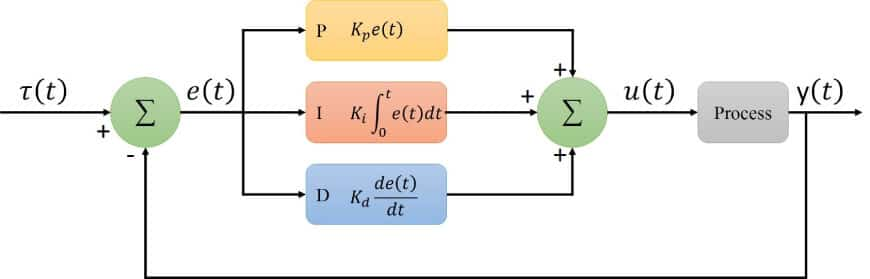 P K_p e(t)
τ(t)
+
-
Σ
e(t)
I K_i ∫_0^t e(t)dt
D K_d de(t)/dt
+
+
+
Σ
u(t)
Process
y(t)